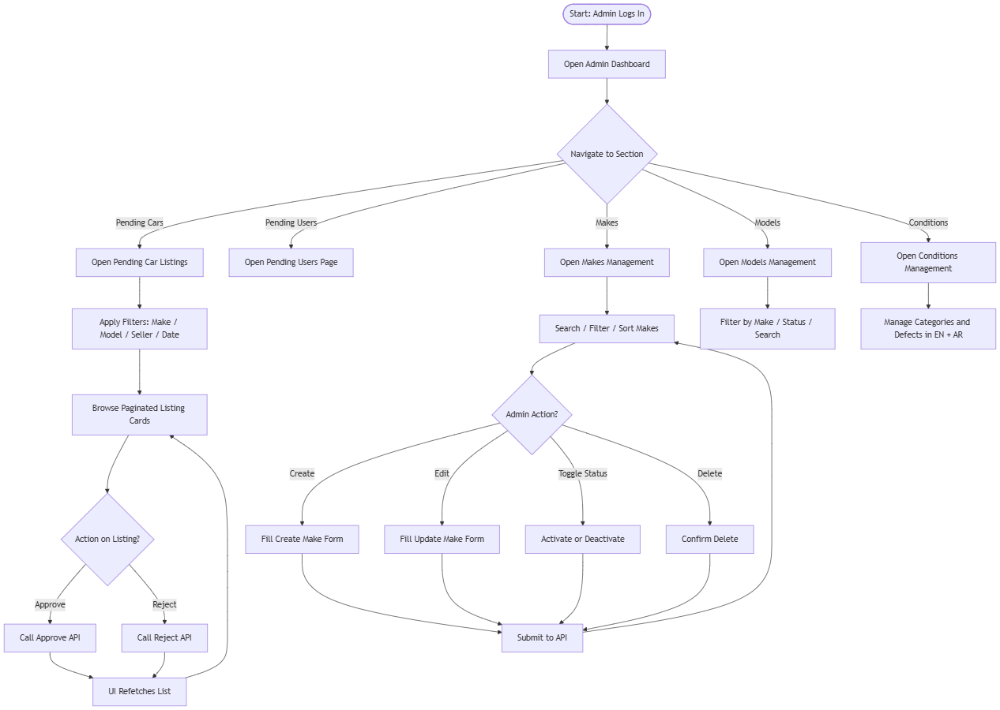 Start: Admin Logs In
Open Admin Dashboard
Navigate to Section
Pending Cars
Pending Users
Makes
Models
Conditions
Open Pending Car Listings
Open Pending Users Page
Open Makes Management
Open Models Management
Open Conditions
Management
Apply Filters: Make /
Model / Seller / Date
Search / Filter / Sort Makes
Filter by Make / Status /
Search
Manage Categories and
Defects in EN + AR
Browse Paginated Listing
Cards
Admin Action?
Create
Edit
Toggle Status
Delete
Action on Listing?
Fill Create Make Form
Fill Update Make Form
Activate or Deactivate
Confirm Delete
Approve
Reject
Call Approve API
Call Reject API
Submit to API
UI Refetches List